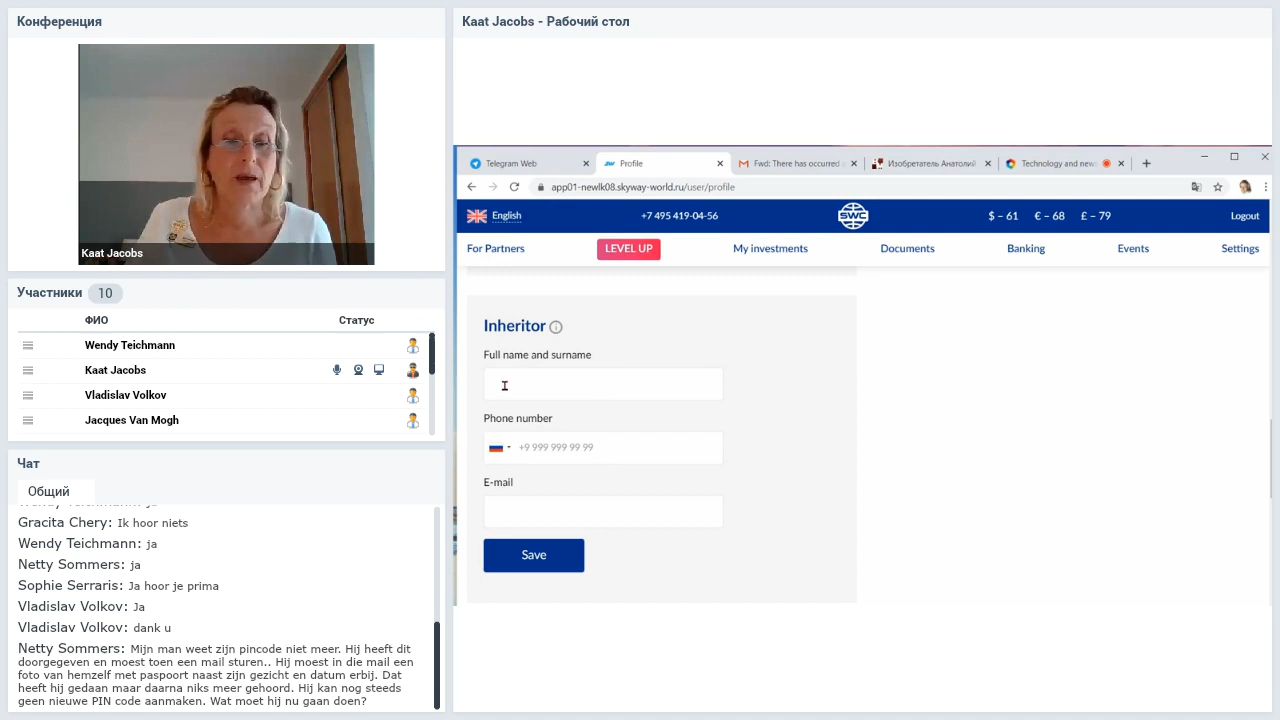 Конференция
Kaat Jacobs
Участники 10
ФИО Статус
Wendy Teichmann
Kaat Jacobs
Vladislav Volkov
Jacques Van Mogh
Чат
Общий
Gracita Chery: Ik hoor niets
Wendy Teichmann: ja
Netty Sommers: ja
Sophie Serraris: Ja hoor je prima
Vladislav Volkov: Ja
Vladislav Volkov: dank u
Netty Sommers: Mijn man weet zijn pincode niet meer. Hij heeft dit
doorgegeven en moest toen een mail sturen.. Hij moest in die mail een
foto van hemzelf met paspoort naast zijn gezicht en datum erbij. Dat
heeft hij gedaan maar daarna niks meer gehoord. Hij kan nog steeds
geen nieuwe PIN code aanmaken. Wat moet hij nu gaan doen?
Kaat Jacobs - Рабочий стол
Telegram Web
Profile
Fwd: There has occurred
Изобретатель Анатолий
Technology and new
app01-newlk08.skyway-world.ru/user/profile
English +7 495 419-04-56 SWC $ – 61 € – 68 £ – 79 Logout
For Partners LEVEL UP My investments Documents Banking Events Settings
Inheritor
Full name and surname
Phone number
+9 999 999 99 99
E-mail
Save